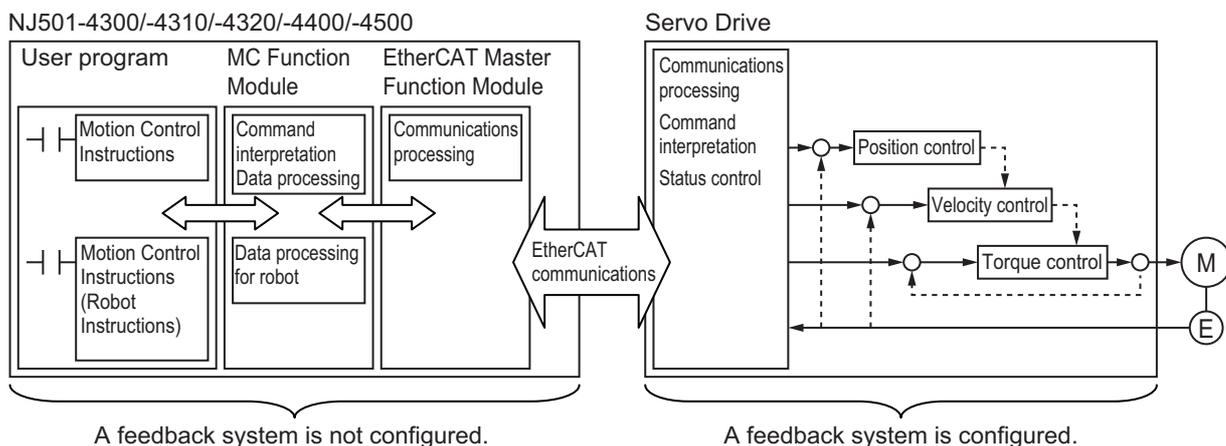 NJ501-4300/-4310/-4320/-4400/-4500
User program
MC Function
Module
EtherCAT Master
Function Module
Motion Control
Instructions
Command
interpretation
Data processing
Communications
processing
Motion Control
Instructions
(Robot
Instructions)
Data processing
for robot
EtherCAT
communications
A feedback system is not configured.
Servo Drive
Communications
processing
Command
interpretation
Status control
Position control
Velocity control
Torque control
M
E
A feedback system is configured.